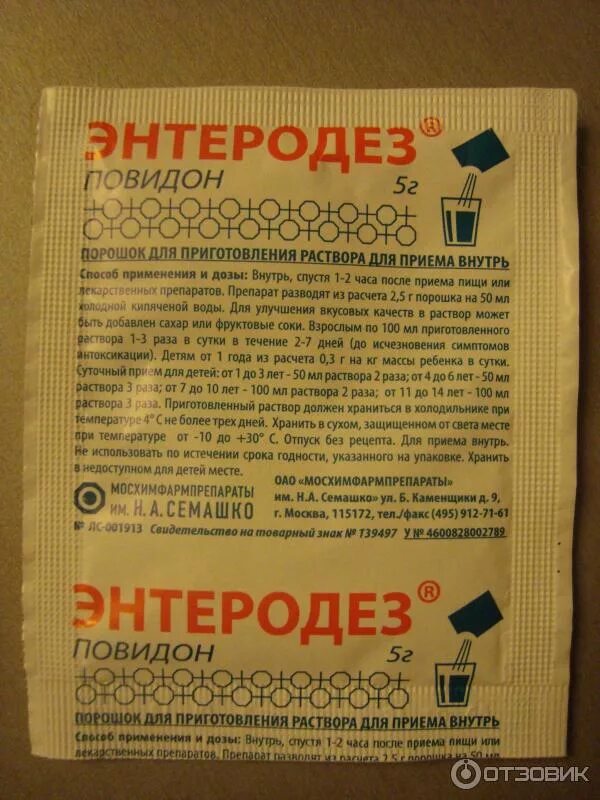 ЭНТЕРОДЕЗ®
ПОВИДОН 5г
ПОРОШОК ДЛЯ ПРИГОТОВЛЕНИЯ РАСТВОРА ДЛЯ ПРИЕМА ВНУТРЬ
Способ применения и дозы: Внутрь, спустя 1-2 часа после приема пищи или
лекарственных препаратов. Препарат разводят из расчета 2,5 г порошка на 50 мл
холодной кипяченой воды. Для улучшения вкусовых качеств в раствор может
быть добавлен сахар или фруктовые соки. Взрослым по 100 мл приготовленного
раствора 1-3 раза в сутки в течение 2-7 дней (до исчезновения симптомов
интоксикации). Детям от 1 года из расчета 0,3 г на кг массы ребенка в сутки.
Суточный прием для детей: от 1 до 3 лет - 50 мл раствора 2 раза; от 4 до 6 лет - 50 мл
раствора 3 раза; от 7 до 10 лет - 100 мл раствора 2 раза; от 11 до 14 лет - 100 мл
раствора 3 раза. Приготовленный раствор должен храниться в холодильнике при
температуре 4° С не более трех дней. Хранить в сухом, защищенном от света месте
при температуре от -10 до +30° С. Отпуск без рецепта. Для приема внутрь.
Не использовать по истечении срока годности, указанного на упаковке. Хранить
в недоступном для детей месте.
МОСХИМФАРМПРЕПАРАТЫ
им. Н.А. СЕМАШКО
ОАО «МОСХИМФАРМПРЕПАРАТЫ»
им. Н.А. Семашко» ул. Б. Каменщики д. 9,
г. Москва, 115172, тел./факс (495) 912-71-61
№ ЛС-001913 Свидетельство на товарный знак № 139497 У № 4600828002789
ЭНТЕРОДЕЗ®
ПОВИДОН 5г
ПОРОШОК ДЛЯ ПРИГОТОВЛЕНИЯ РАСТВОРА ДЛЯ ПРИЕМА ВНУТРЬ
Способ применения и дозы: Внутрь, спустя 1-2 часа после приема пищи или
лекарственных препаратов. Препарат разводят из расчета 2,5 г порошка на 50 мл
ОТЗОВИК